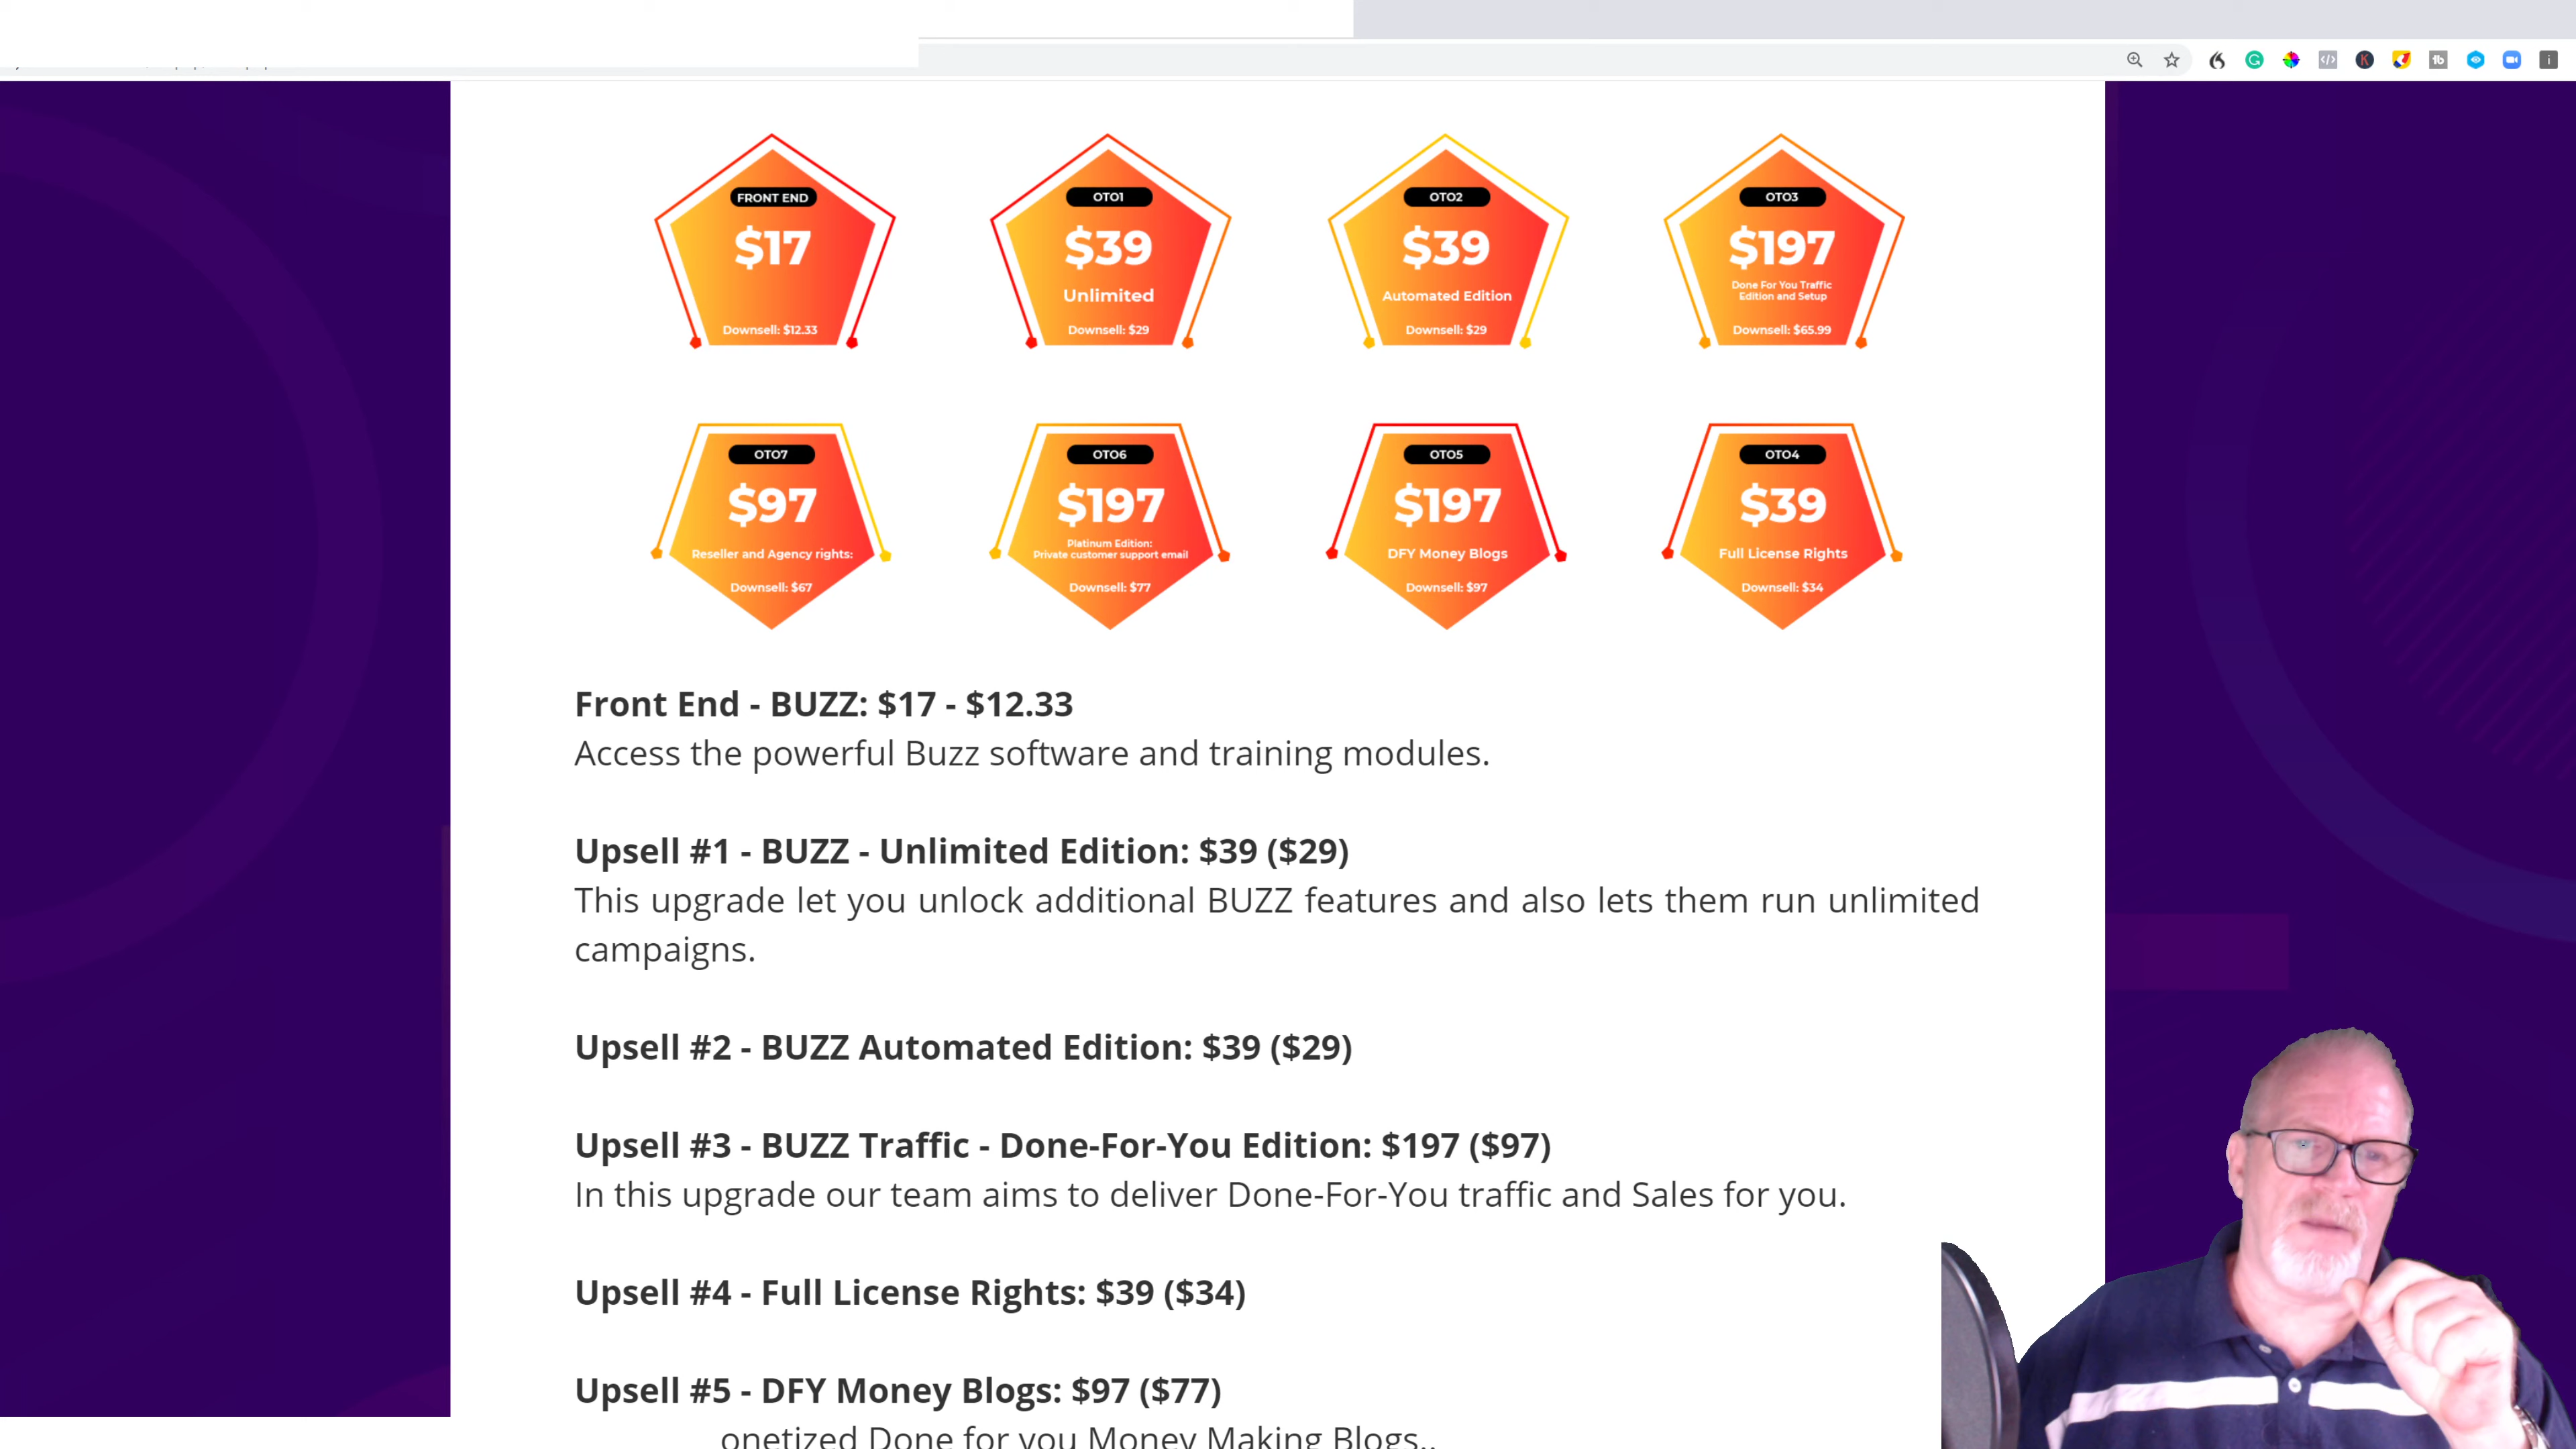 FRONT END
$17
Downsell: $12.33
OTO1
$39
Unlimited
Downsell: $29
OTO2
$39
Automated Edition
Downsell: $29
OTO3
$197
Done For You Traffic
Edition and Setup
Downsell: $65.99
OTO7
$97
Reseller and Agency rights:
Downsell: $67
OTO6
$197
Platinum Edition:
Private customer support email
Downsell: $77
OTO5
$197
DFY Money Blogs
Downsell: $97
OTO4
$39
Full License Rights
Downsell: $34
Front End - BUZZ: $17 - $12.33
Access the powerful Buzz software and training modules.
Upsell #1 - BUZZ - Unlimited Edition: $39 ($29)
This upgrade let you unlock additional BUZZ features and also lets them run unlimited
campaigns.
Upsell #2 - BUZZ Automated Edition: $39 ($29)
Upsell #3 - BUZZ Traffic - Done-For-You Edition: $197 ($97)
In this upgrade our team aims to deliver Done-For-You traffic and Sales for you.
Upsell #4 - Full License Rights: $39 ($34)
Upsell #5 - DFY Money Blogs: $97 ($77)
onetized Done for you Money Making Blogs..